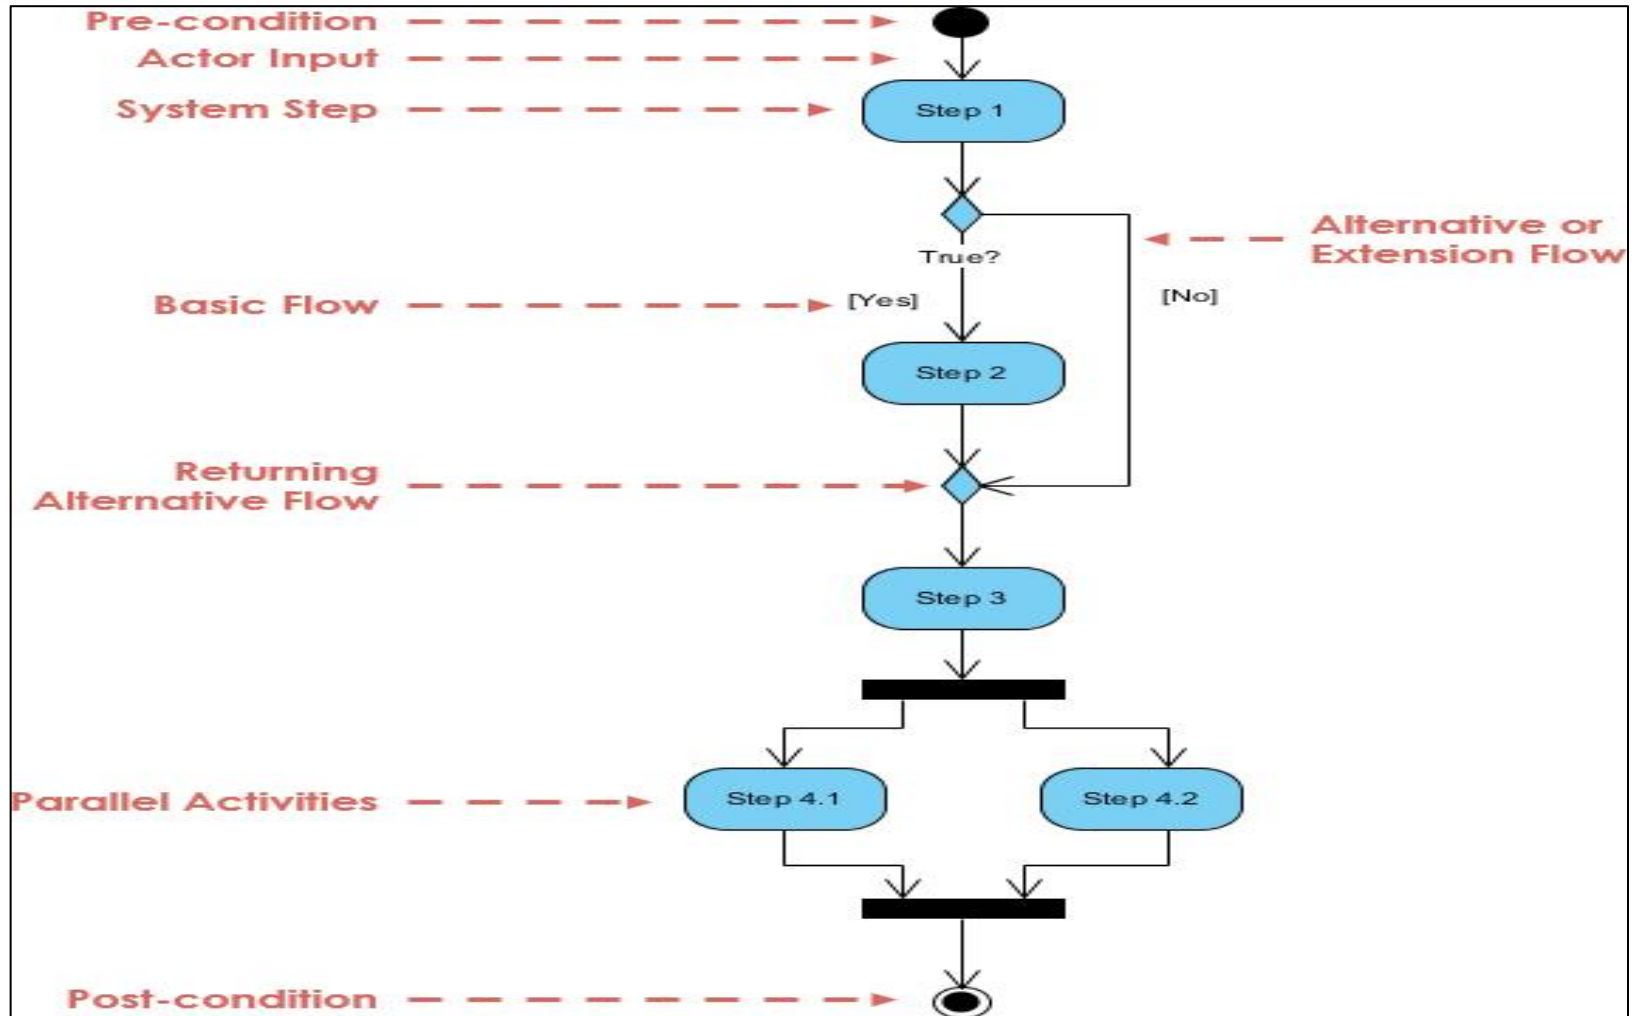 Pre-condition
Actor Input
System Step
Step 1
Alternative or
Extension Flow
True?
Basic Flow
[Yes]
[No]
Step 2
Returning
Alternative Flow
Step 3
Parallel Activities
Step 4.1
Step 4.2
Post-condition